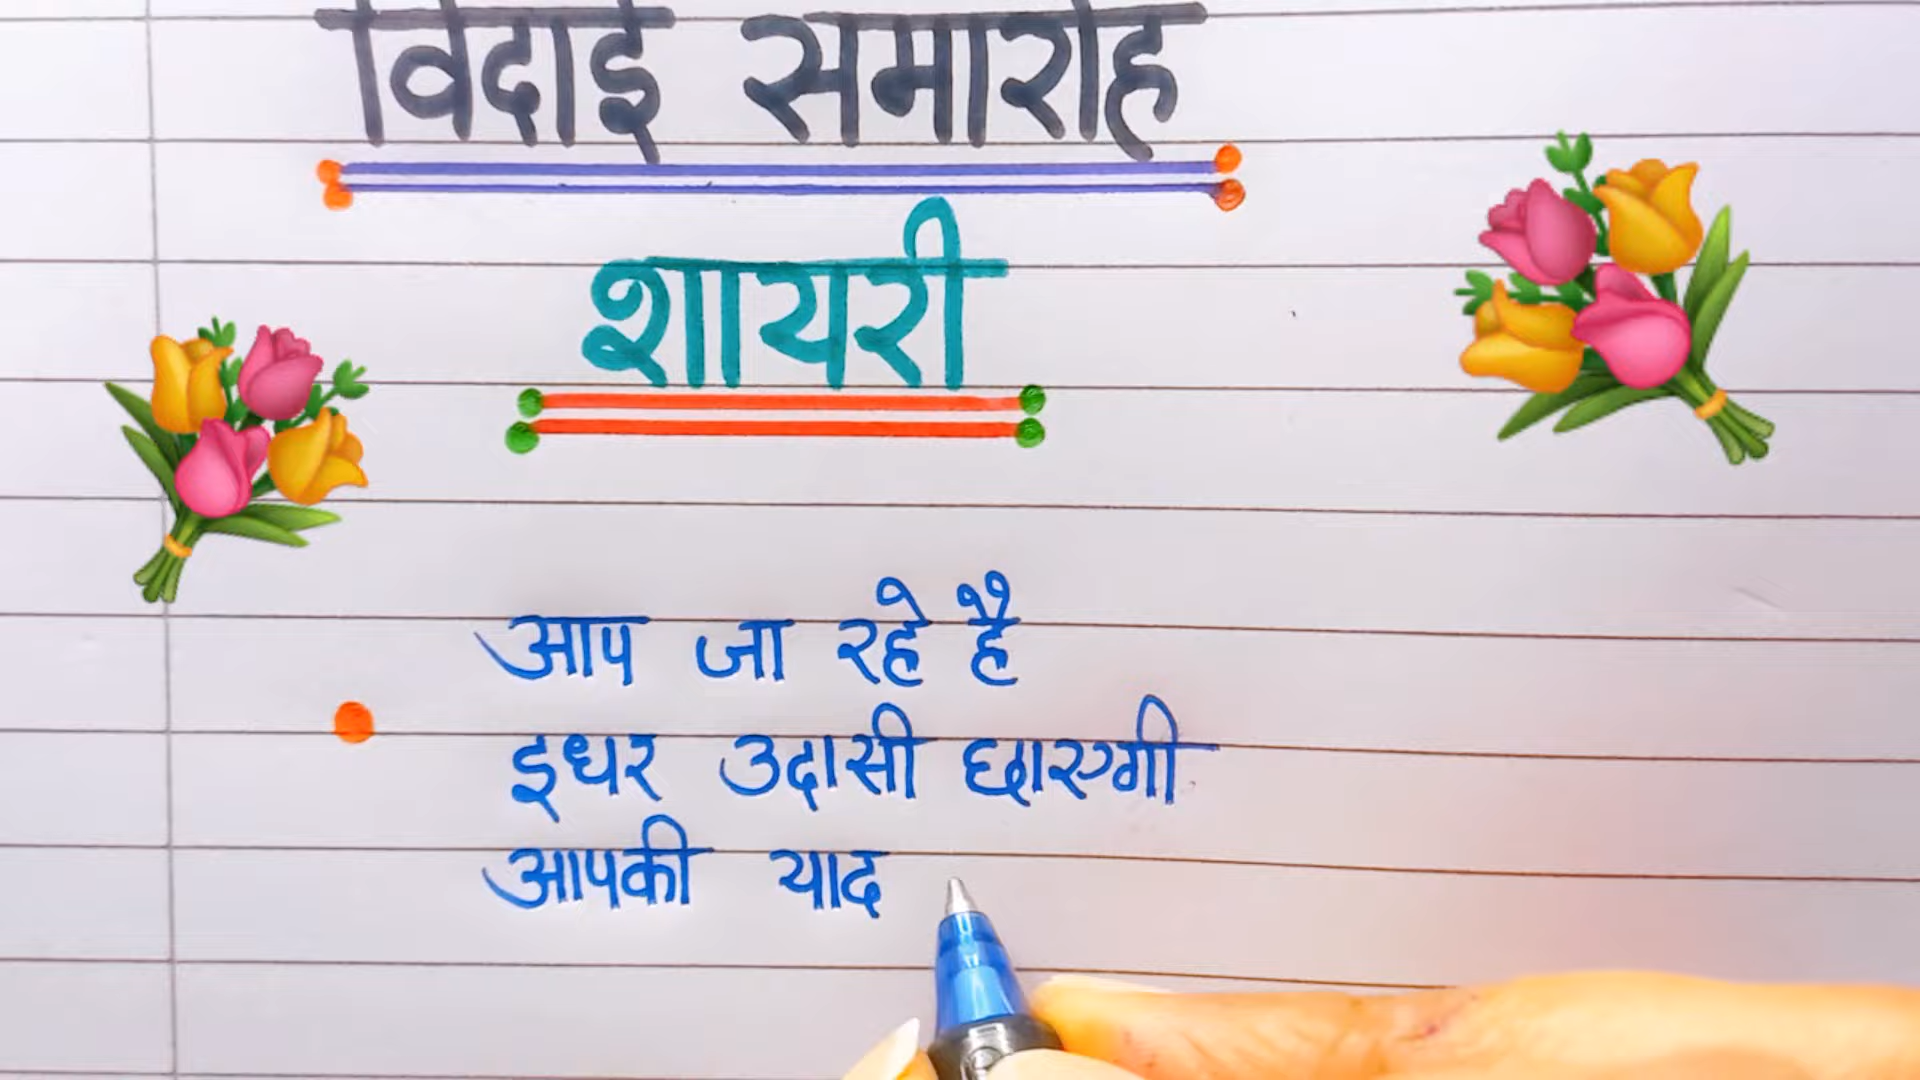 विदाई समारोह
शायरी
आप जा रहे है
इधर उदासी छाएगी
आपकी याद